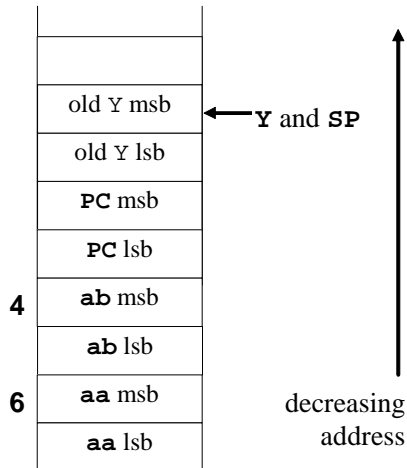 old Y msb
Y and SP
old Y lsb
PC msb
PC lsb
4
ab msb
ab lsb
6
aa msb
aa lsb
decreasing
address